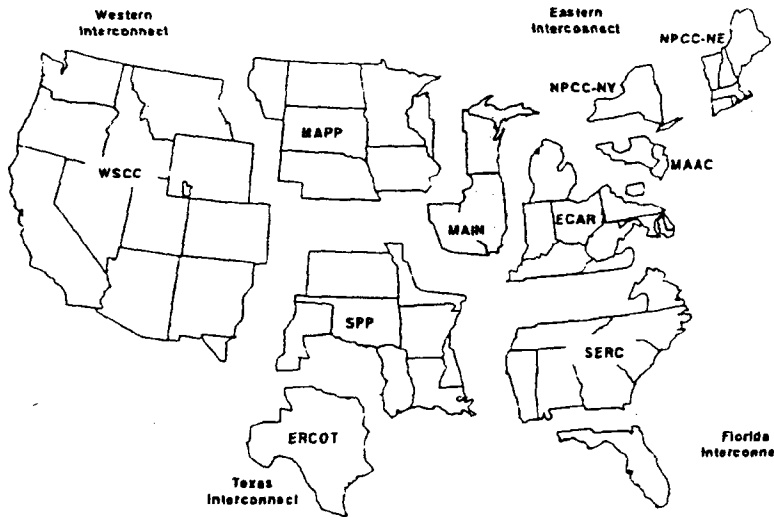 Western
Interconnect
Eastern
Interconnect
NPCC-NE
NPCC-NY
MAPP
MAAC
WSCC
MAIN
ECAR
SPP
SERC
ERCOT
Texas
Interconnect
Florida
Interconne